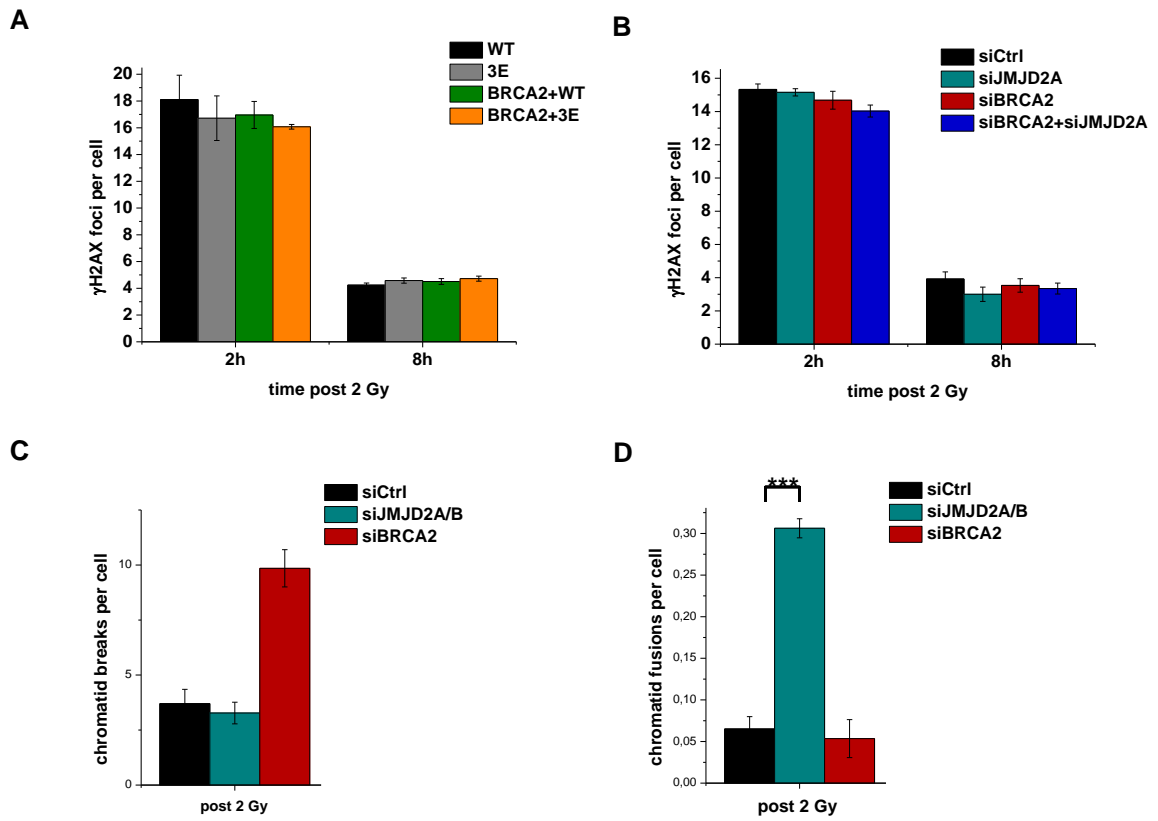 A
WT
3E
BRCA2+WT
BRCA2+3E
20
18
16
14
12
10
8
6
4
2
0
γH2AX foci per cell
2h
8h
time post 2 Gy
B
siCtrl
siJMJD2A
siBRCA2
siBRCA2+siJMJD2A
16
14
12
10
8
6
4
2
0
γH2AX foci per cell
2h
8h
time post 2 Gy
C
siCtrl
siJMJD2A/B
siBRCA2
10
5
0
chromatid breaks per cell
post 2 Gy
D
***
siCtrl
siJMJD2A/B
siBRCA2
0,30
0,25
0,20
0,15
0,10
0,05
0,00
chromatid fusions per cell
post 2 Gy